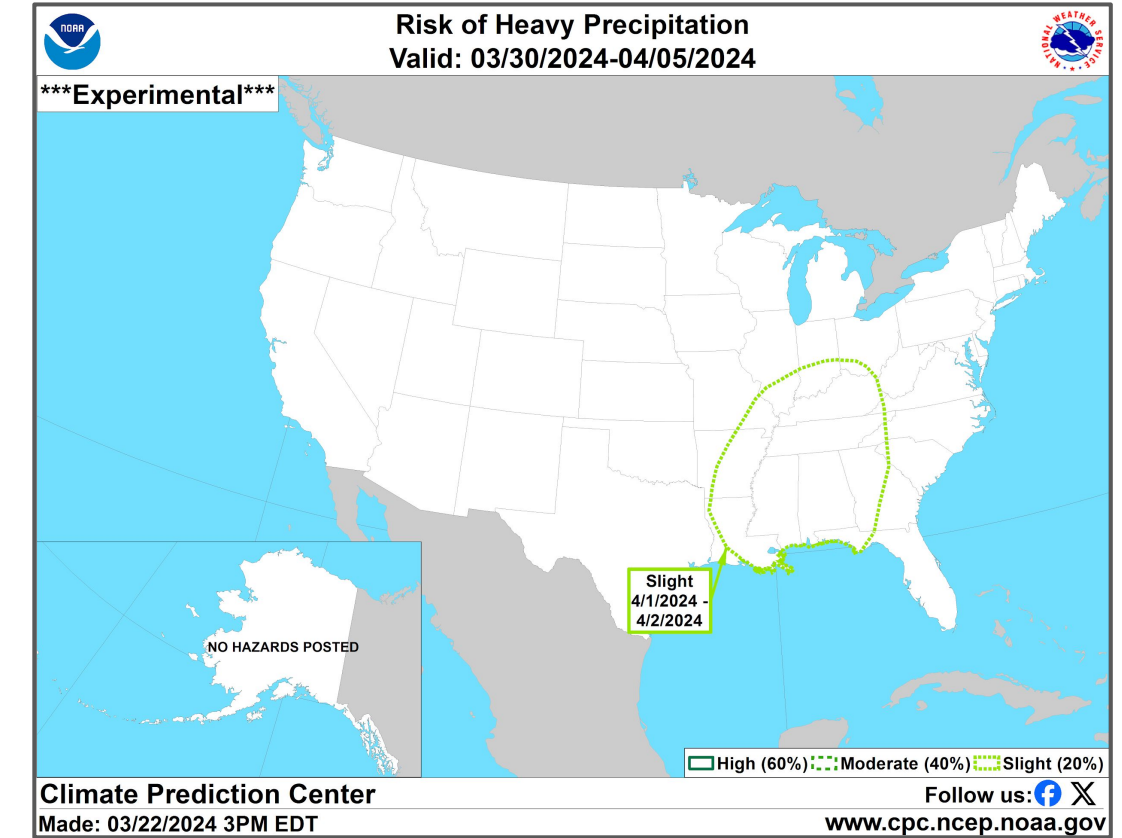 NOAA
Risk of Heavy Precipitation
Valid: 03/30/2024-04/05/2024
NATIONAL WEATHER SERVICE
***Experimental***
Slight
4/1/2024 -
4/2/2024
NO HAZARDS POSTED
High (60%) Moderate (40%) Slight (20%)
Climate Prediction Center
Follow us:
Made: 03/22/2024 3PM EDT
www.cpc.ncep.noaa.gov